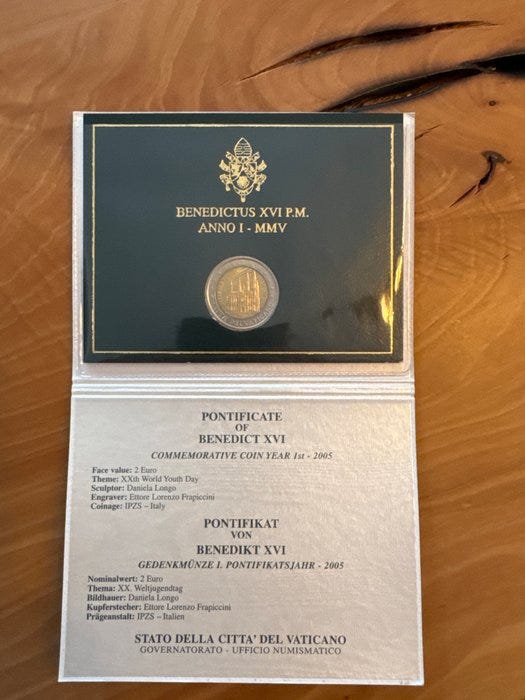 BENEDICTUS XVI P.M.
ANNO I - MMV
PONTIFICATE
OF
BENEDICT XVI
COMMEMORATIVE COIN YEAR 1st - 2005
Face value: 2 Euro
Theme: XXth World Youth Day
Sculptor: Daniela Longo
Engraver: Ettore Lorenzo Frapiccini
Coinage: IPZS – Italy
PONTIFIKAT
VON
BENEDIKT XVI
GEDENKMÜNZE I. PONTIFIKATSJAHR - 2005
Nominalwert: 2 Euro
Thema: XX. Weltjugendtag
Bildhauer: Daniela Longo
Kupferstecher: Ettore Lorenzo Frapiccini
Prägeanstalt: IPZS – Italien
STATO DELLA CITTA' DEL VATICANO
GOVERNATORATO - UFFICIO NUMISMATICO